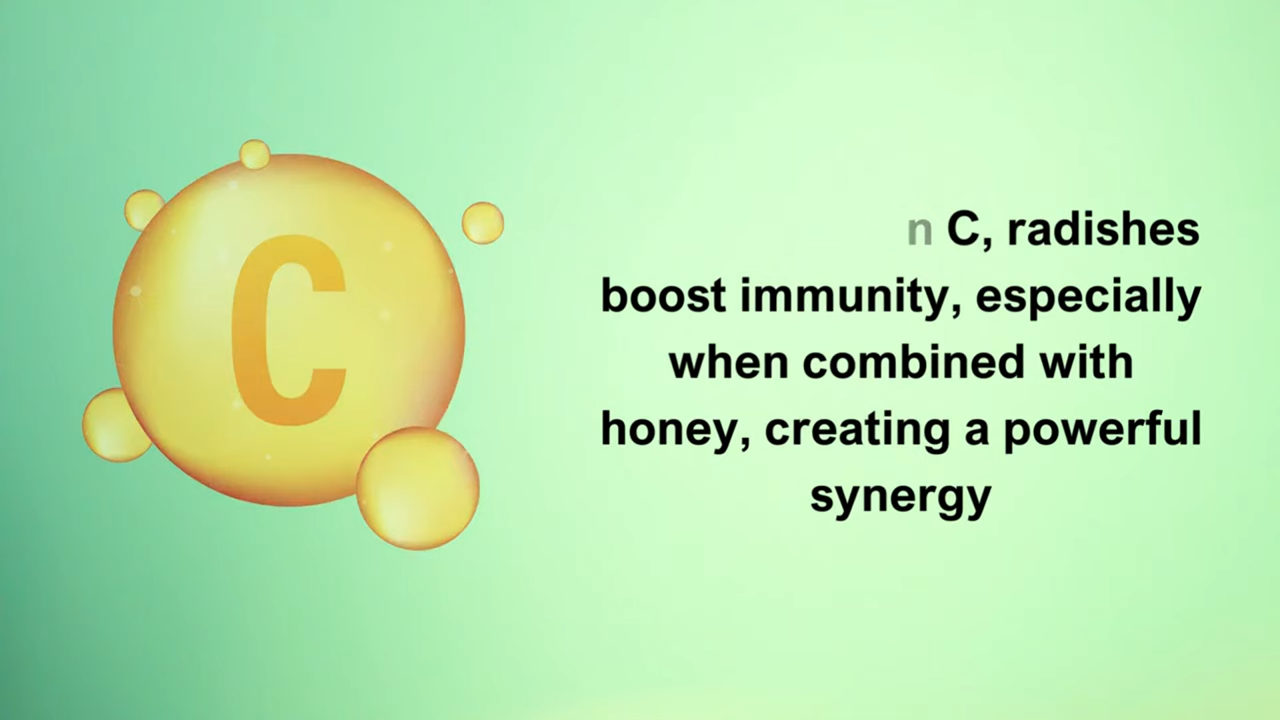 C
n C, radishes
boost immunity, especially
when combined with
honey, creating a powerful
synergy